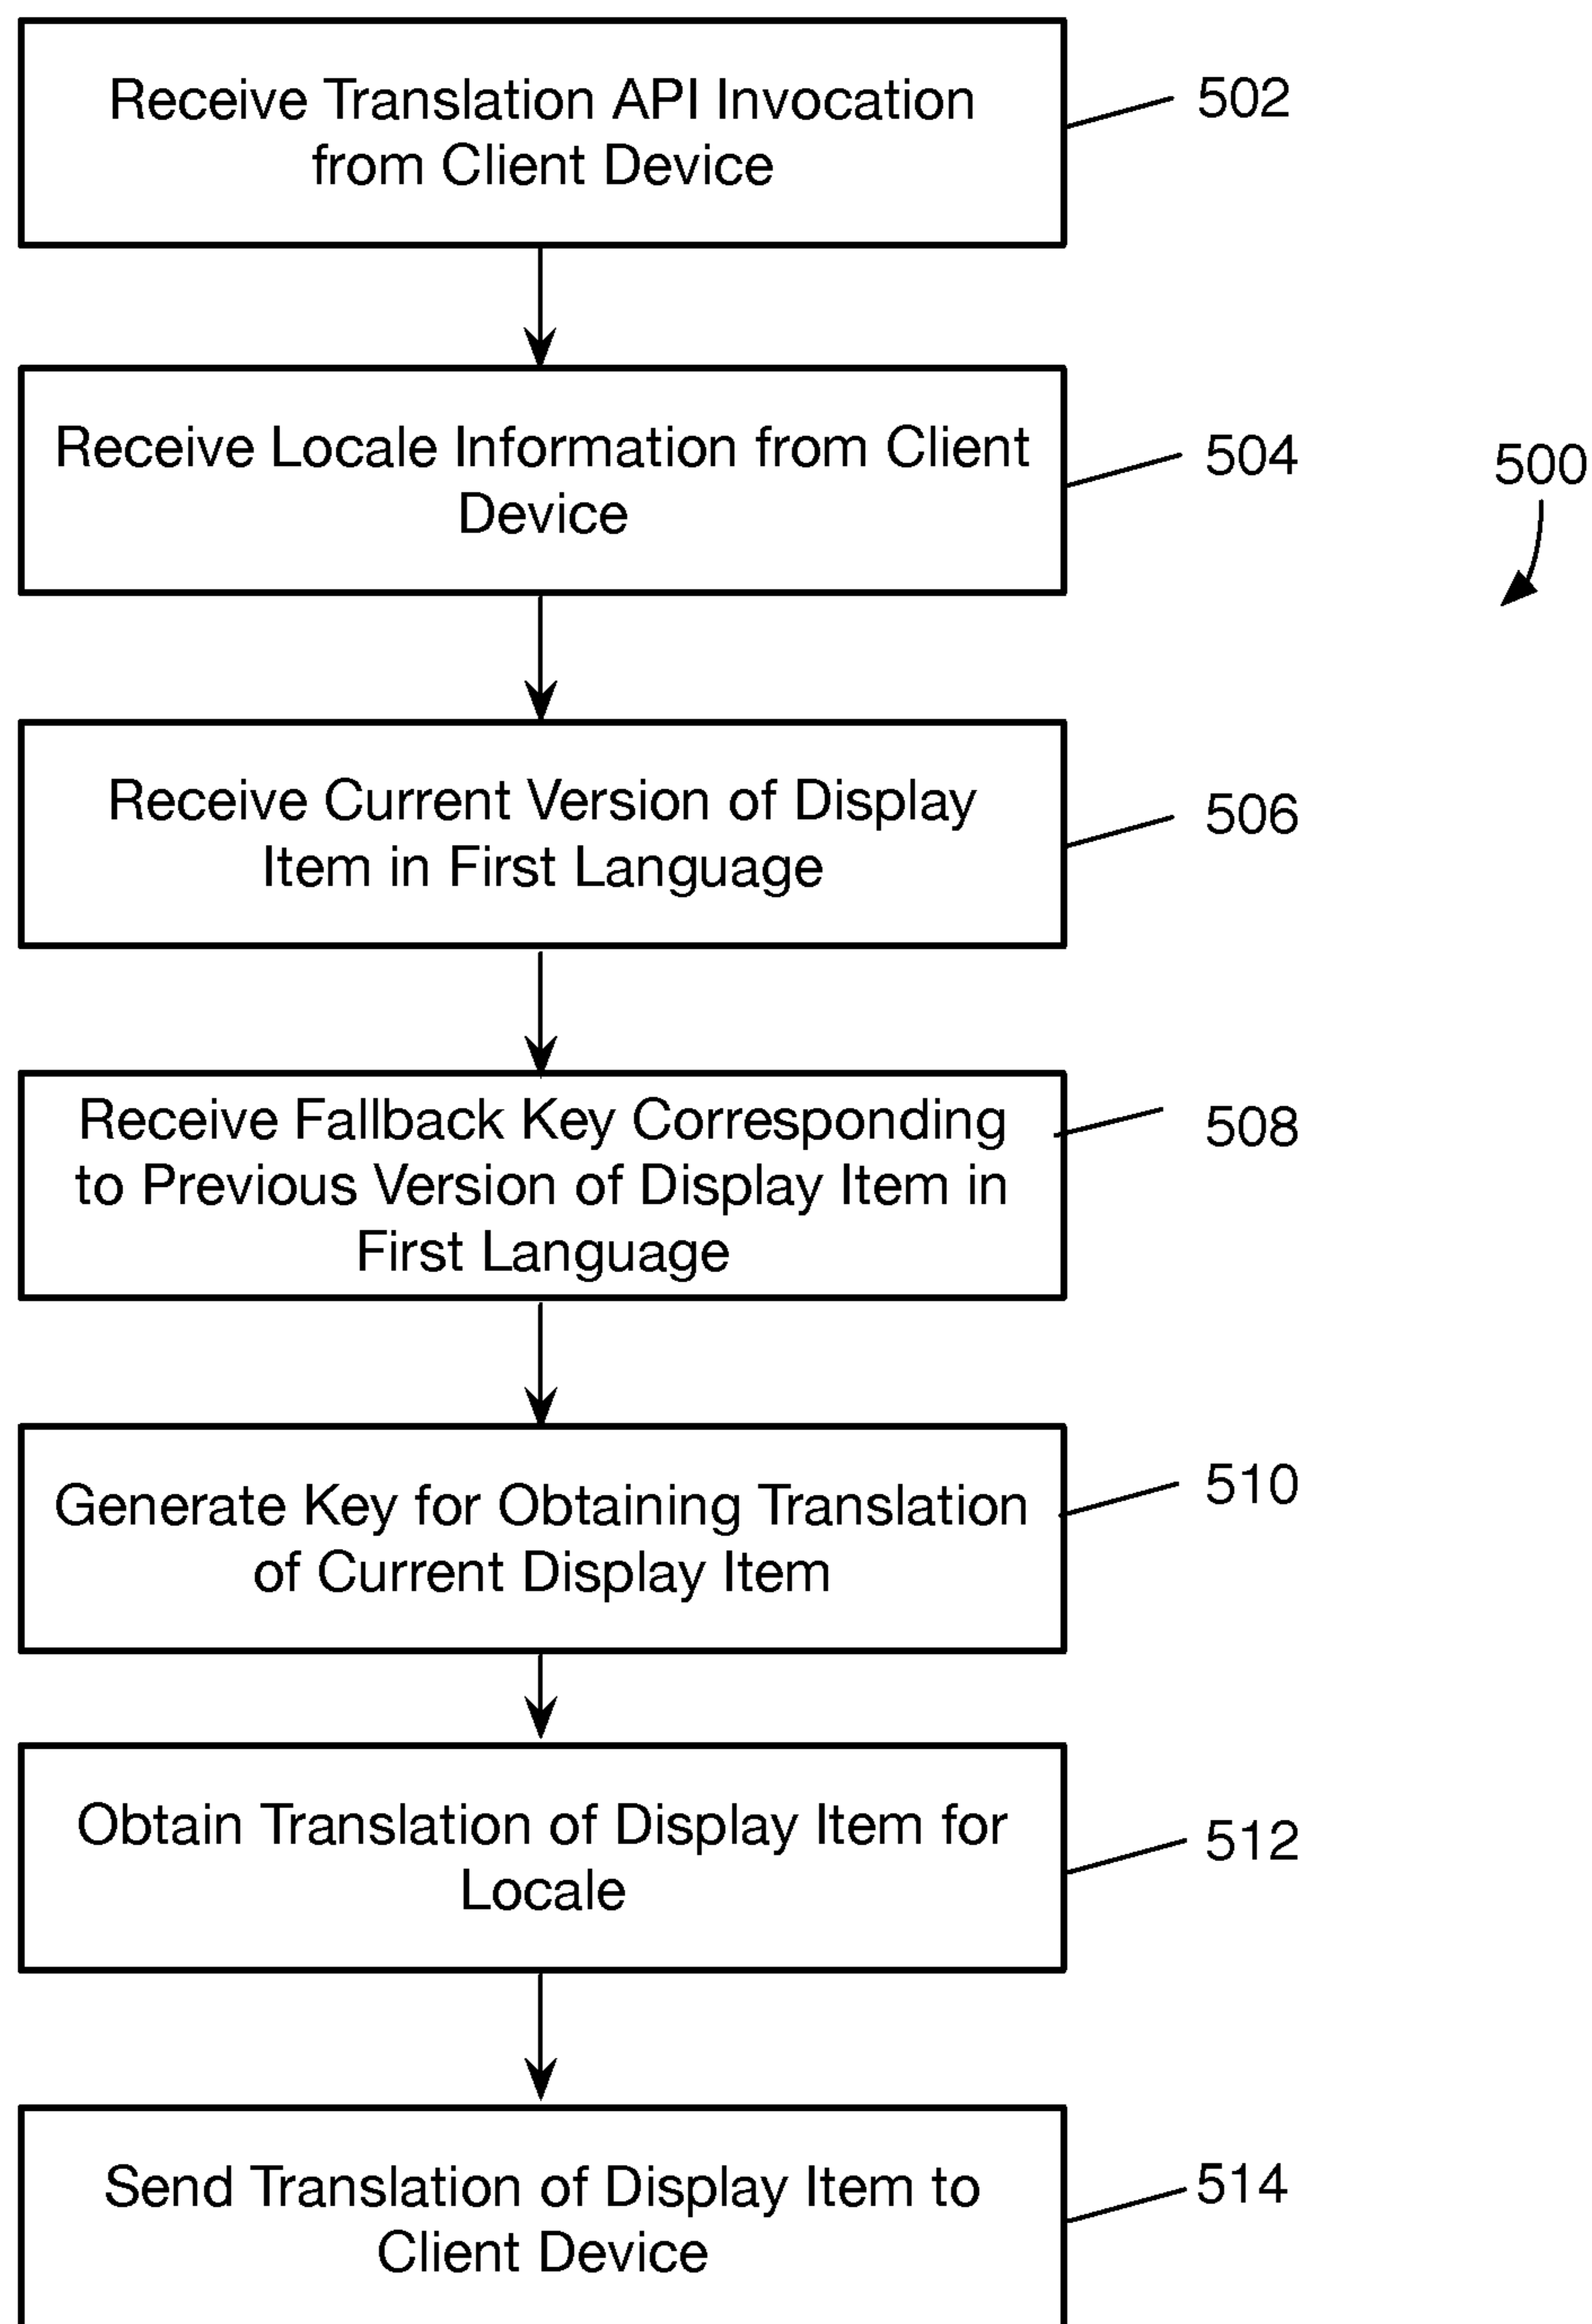 Receive Translation API Invocation
from Client Device
502
Receive Locale Information from Client
Device
504
500
Receive Current Version of Display
Item in First Language
506
Receive Fallback Key Corresponding
to Previous Version of Display Item in
First Language
508
Generate Key for Obtaining Translation
of Current Display Item
510
Obtain Translation of Display Item for
Locale
512
Send Translation of Display Item to
Client Device
514